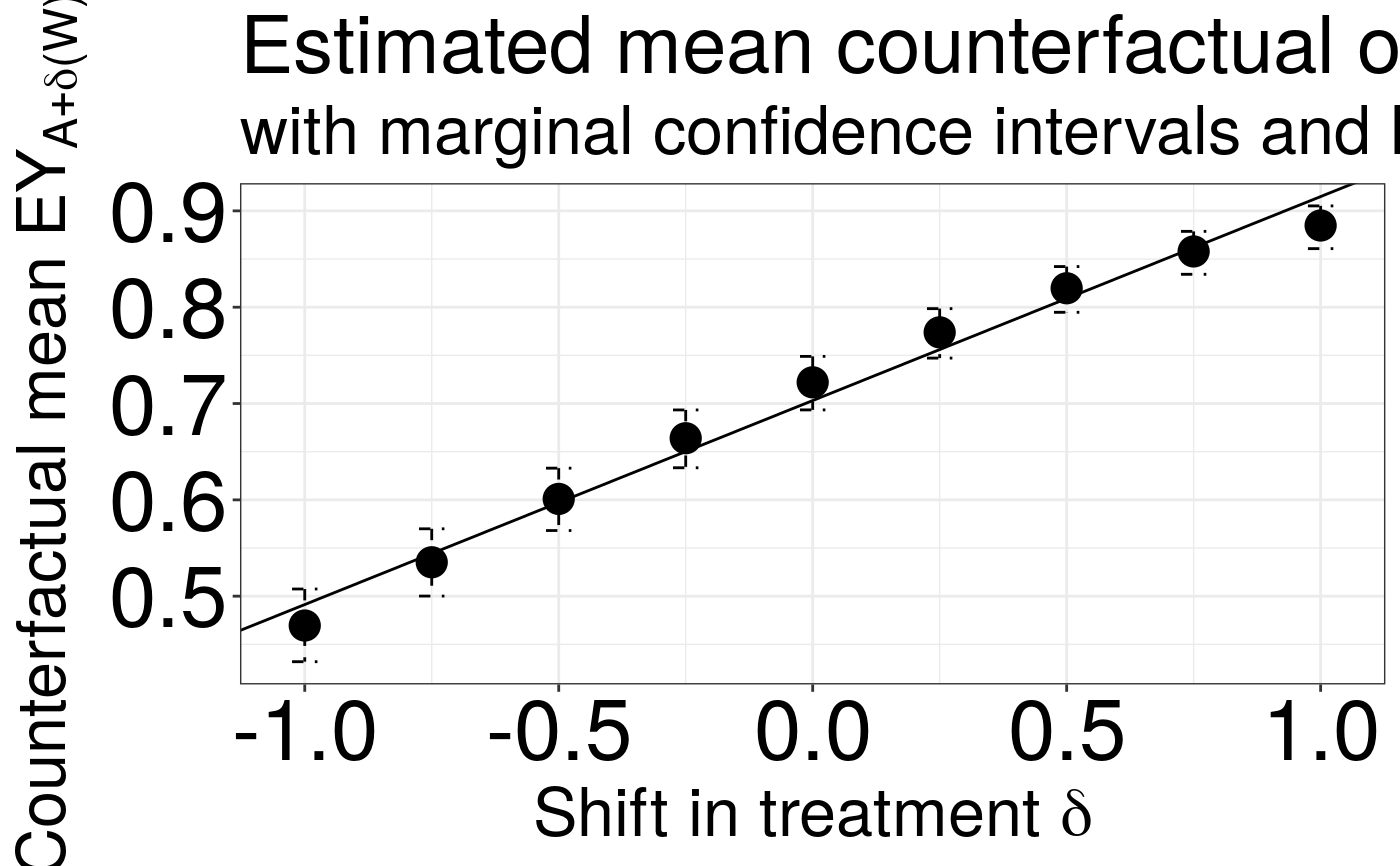 Estimated mean counterfactual o
with marginal confidence intervals and
Counterfactual mean EY A+δ(W)
0.9
0.8
0.7
0.6
0.5
-1.0 -0.5 0.0 0.5 1.0
Shift in treatment δ